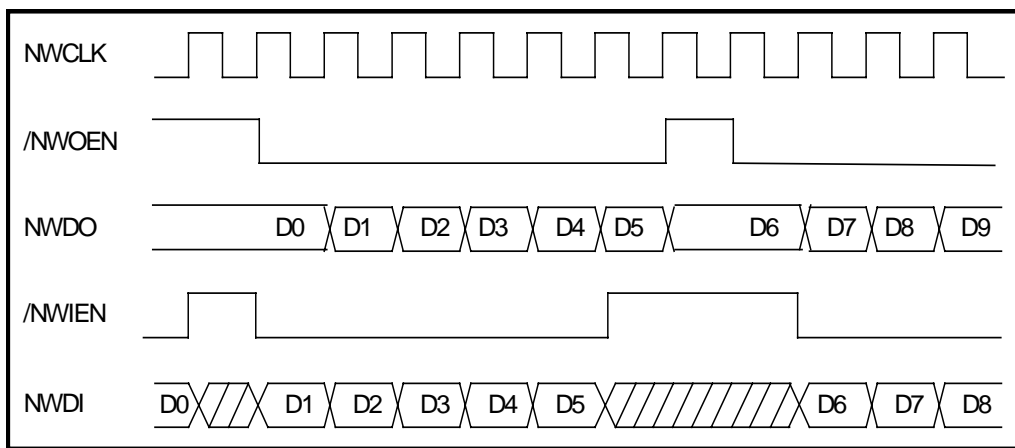 NWCLK
/NWOEN
NWDO D0 D1 D2 D3 D4 D5 D6 D7 D8 D9
/NWIEN
NWDI D0 D1 D2 D3 D4 D5 D6 D7 D8